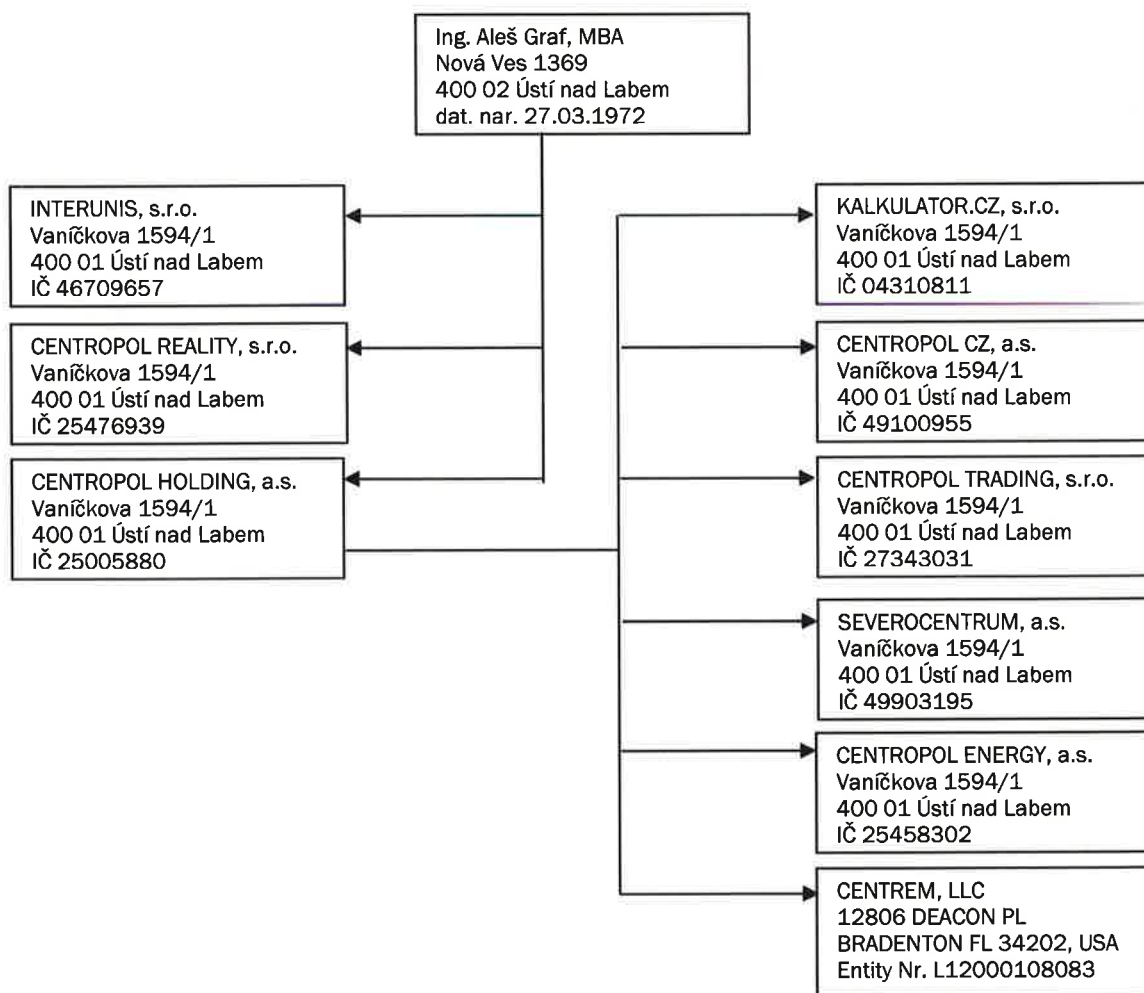 Ing. Aleš Graf, MBA
Nová Ves 1369
400 02 Ústí nad Labem
dat. nar. 27.03.1972
INTERUNIS, s.r.o.
Vaníčkova 1594/1
400 01 Ústí nad Labem
IČ 46709657
CENTROPOL REALITY, s.r.o.
Vaníčkova 1594/1
400 01 Ústí nad Labem
IČ 25476939
CENTROPOL HOLDING, a.s.
Vaníčkova 1594/1
400 01 Ústí nad Labem
IČ 25005880
KALKULATOR.CZ, s.r.o.
Vaníčkova 1594/1
400 01 Ústí nad Labem
IČ 04310811
CENTROPOL CZ, a.s.
Vaníčkova 1594/1
400 01 Ústí nad Labem
IČ 49100955
CENTROPOL TRADING, s.r.o.
Vaníčkova 1594/1
400 01 Ústí nad Labem
IČ 27343031
SEVEROCENTRUM, a.s.
Vaníčkova 1594/1
400 01 Ústí nad Labem
IČ 49903195
CENTROPOL ENERGY, a.s.
Vaníčkova 1594/1
400 01 Ústí nad Labem
IČ 25458302
CENTREM, LLC
12806 DEACON PL
BRADENTON FL 34202, USA
Entity Nr. L12000108083